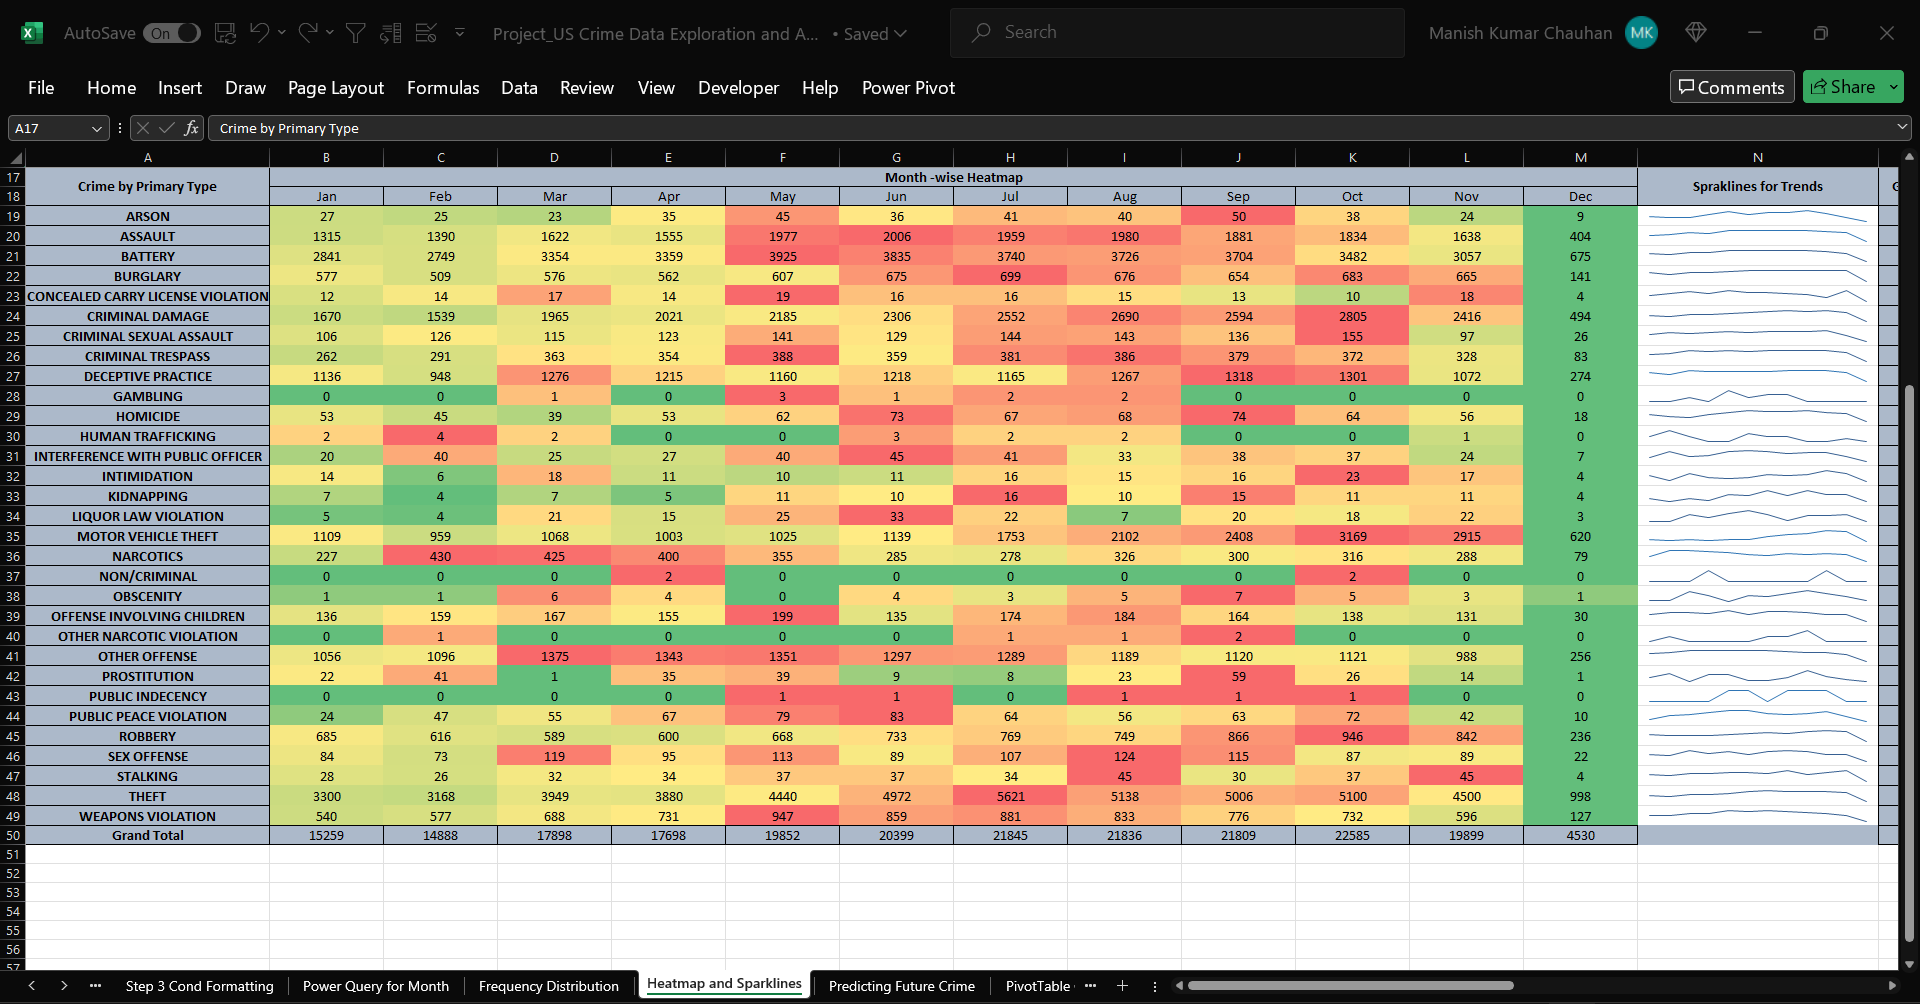 AutoSave On Project_US Crime Data Exploration and A... • Saved Search Manish Kumar Chauhan MK
File Home Insert Draw Page Layout Formulas Data Review View Developer Help Power Pivot Comments Share
A17 fx Crime by Primary Type
A B C D E F G H I J K L M N
17 Crime by Primary Type Month -wise Heatmap Spraklines for Trends
18 Jan Feb Mar Apr May Jun Jul Aug Sep Oct Nov Dec
19 ARSON 27 25 23 35 45 36 41 40 50 38 24 9
20 ASSAULT 1315 1390 1622 1555 1977 2006 1959 1980 1881 1834 1638 404
21 BATTERY 2841 2749 3354 3359 3925 3835 3740 3726 3704 3482 3057 675
22 BURGLARY 577 509 576 562 607 675 699 676 654 683 665 141
23 CONCEALED CARRY LICENSE VIOLATION 12 14 17 14 19 16 16 15 13 10 18 4
24 CRIMINAL DAMAGE 1670 1539 1965 2021 2185 2306 2552 2690 2594 2805 2416 494
25 CRIMINAL SEXUAL ASSAULT 106 126 115 123 141 129 144 143 136 155 97 26
26 CRIMINAL TRESPASS 262 291 363 354 388 359 381 386 379 372 328 83
27 DECEPTIVE PRACTICE 1136 948 1276 1215 1160 1218 1165 1267 1318 1301 1072 274
28 GAMBLING 0 0 1 0 3 1 2 2 0 0 0 0
29 HOMICIDE 53 45 39 53 62 73 67 68 74 64 56 18
30 HUMAN TRAFFICKING 2 4 2 0 0 3 2 2 0 0 1 0
31 INTERFERENCE WITH PUBLIC OFFICER 20 40 25 27 40 45 41 33 38 37 24 7
32 INTIMIDATION 14 6 18 11 10 11 16 15 16 23 17 4
33 KIDNAPPING 7 4 7 5 11 10 16 10 15 11 11 4
34 LIQUOR LAW VIOLATION 5 4 21 15 25 33 22 7 20 18 22 3
35 MOTOR VEHICLE THEFT 1109 959 1068 1003 1025 1139 1753 2102 2408 3169 2915 620
36 NARCOTICS 227 430 425 400 355 285 278 326 300 316 288 79
37 NON/CRIMINAL 0 0 0 2 0 0 0 0 0 2 0 0
38 OBSCENITY 1 1 6 4 0 4 3 5 7 5 3 1
39 OFFENSE INVOLVING CHILDREN 136 159 167 155 199 135 174 184 164 138 131 30
40 OTHER NARCOTIC VIOLATION 0 1 0 0 0 0 1 1 2 0 0 0
41 OTHER OFFENSE 1056 1096 1375 1343 1351 1297 1289 1189 1120 1121 988 256
42 PROSTITUTION 22 41 1 35 39 9 8 23 59 26 14 1
43 PUBLIC INDECENCY 0 0 0 0 1 1 0 1 1 1 0 0
44 PUBLIC PEACE VIOLATION 24 47 55 67 79 83 64 56 63 72 42 10
45 ROBBERY 685 616 589 600 668 733 769 749 866 946 842 236
46 SEX OFFENSE 84 73 119 95 113 89 107 124 115 87 89 22
47 STALKING 28 26 32 34 37 37 34 45 30 37 45 4
48 THEFT 3300 3168 3949 3880 4440 4972 5621 5138 5006 5100 4500 998
49 WEAPONS VIOLATION 540 577 688 731 947 859 881 833 776 732 596 127
50 Grand Total 15259 14888 17898 17698 19852 20399 21845 21836 21809 22585 19899 4530
51
52
53
54
55
56
57
Step 3 Cond Formatting Power Query for Month Frequency Distribution Heatmap and Sparklines Predicting Future Crime PivotTable